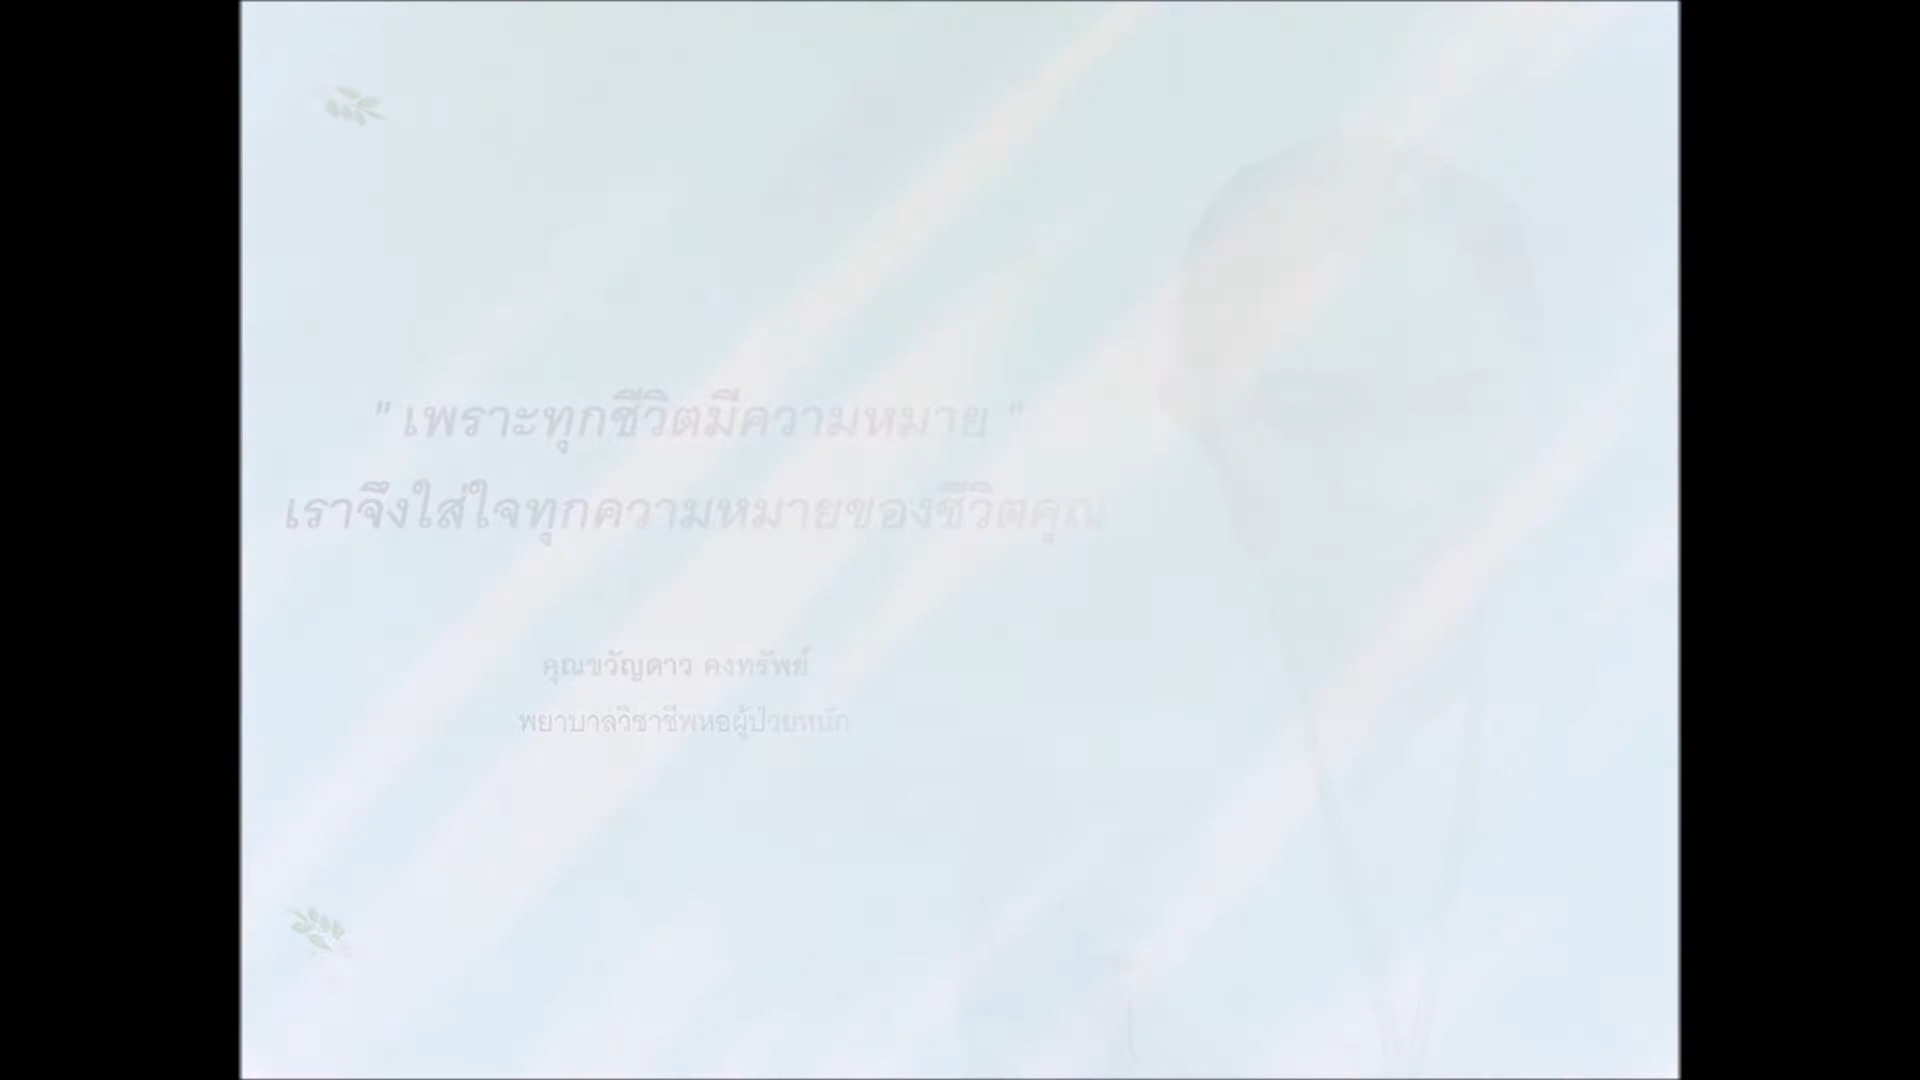 " เพราะทุกชีวิตมีความหมาย "
เราจึงใส่ใจทุกความหมายของชีวิตคุณ
คุณขวัญดาว คงทรัพย์
พยาบาลวิชาชีพหอผู้ป่วยหนัก